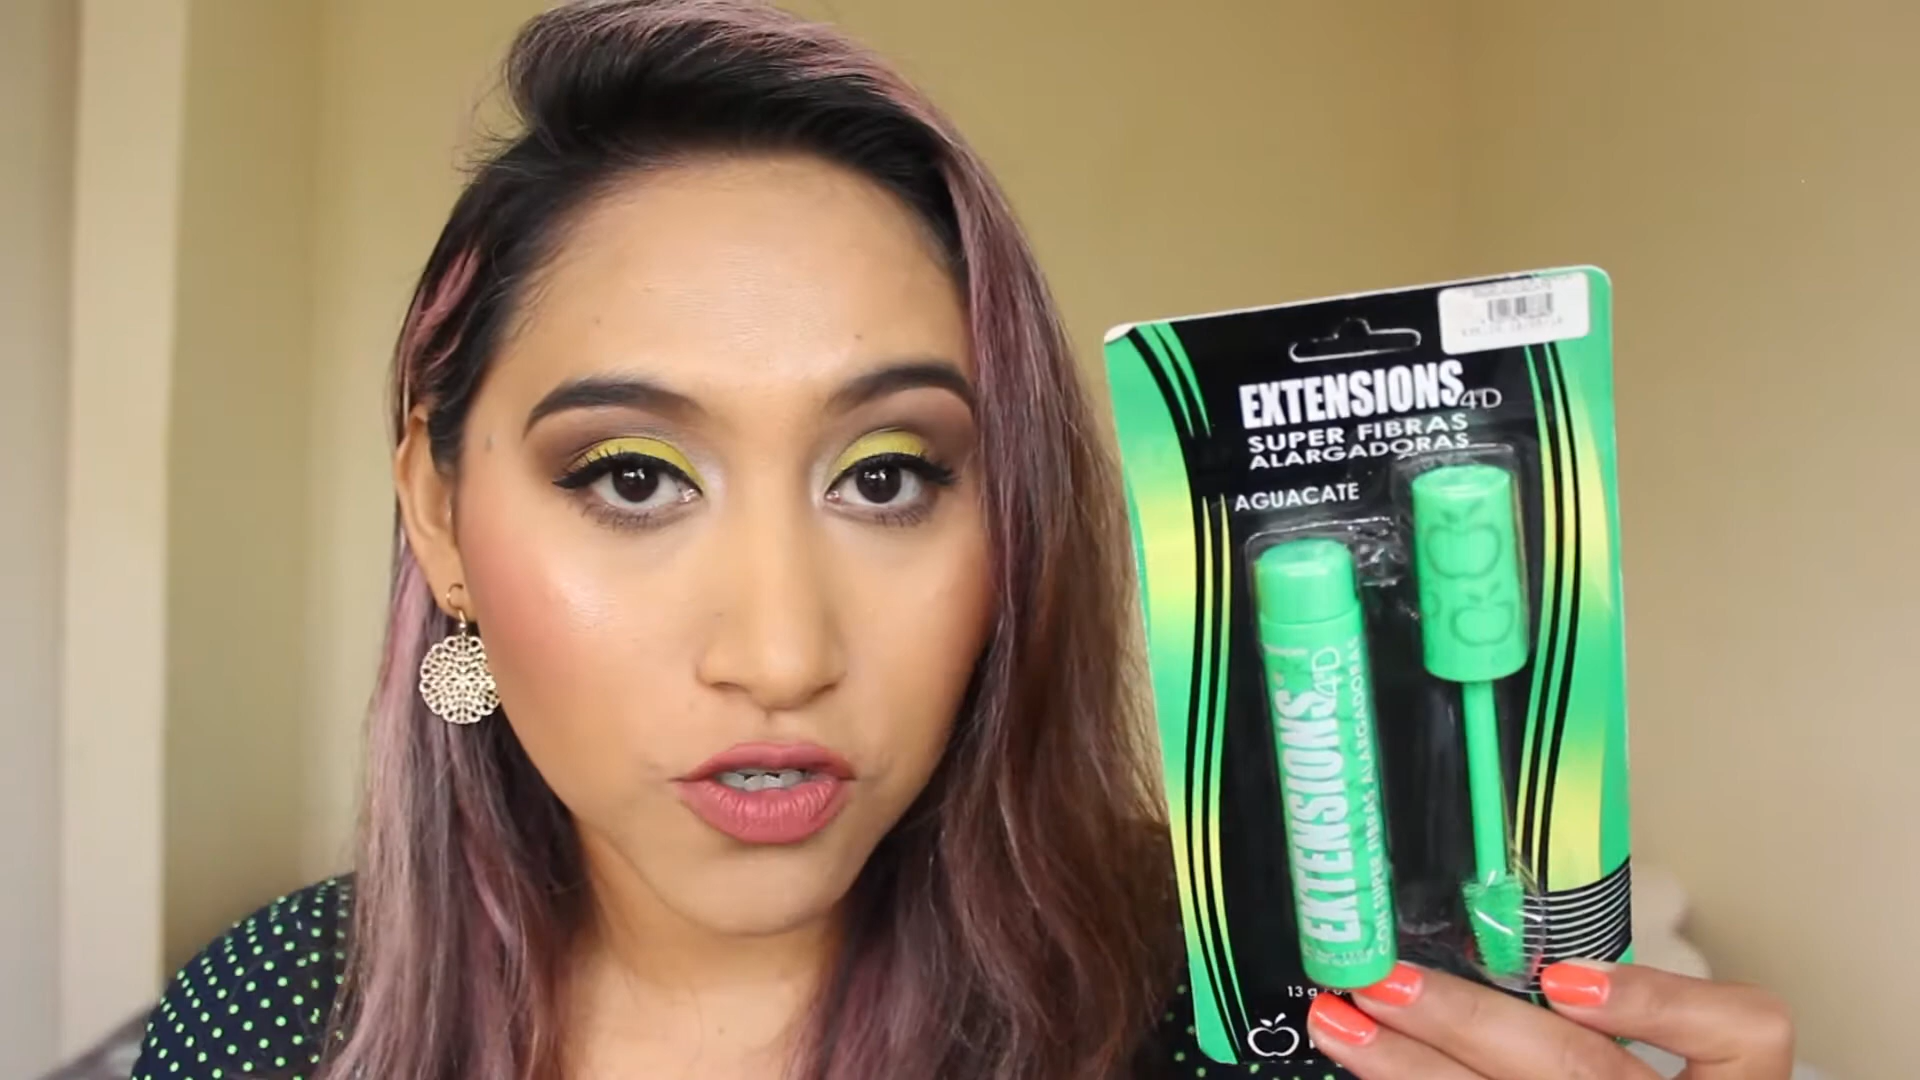 EXTENSIONS 4D
SUPER FIBRAS
ALARGADORAS
AGUACATE
EXTENSIONS 4D
CON SUPER FIBRAS ALARGADORAS
13 g